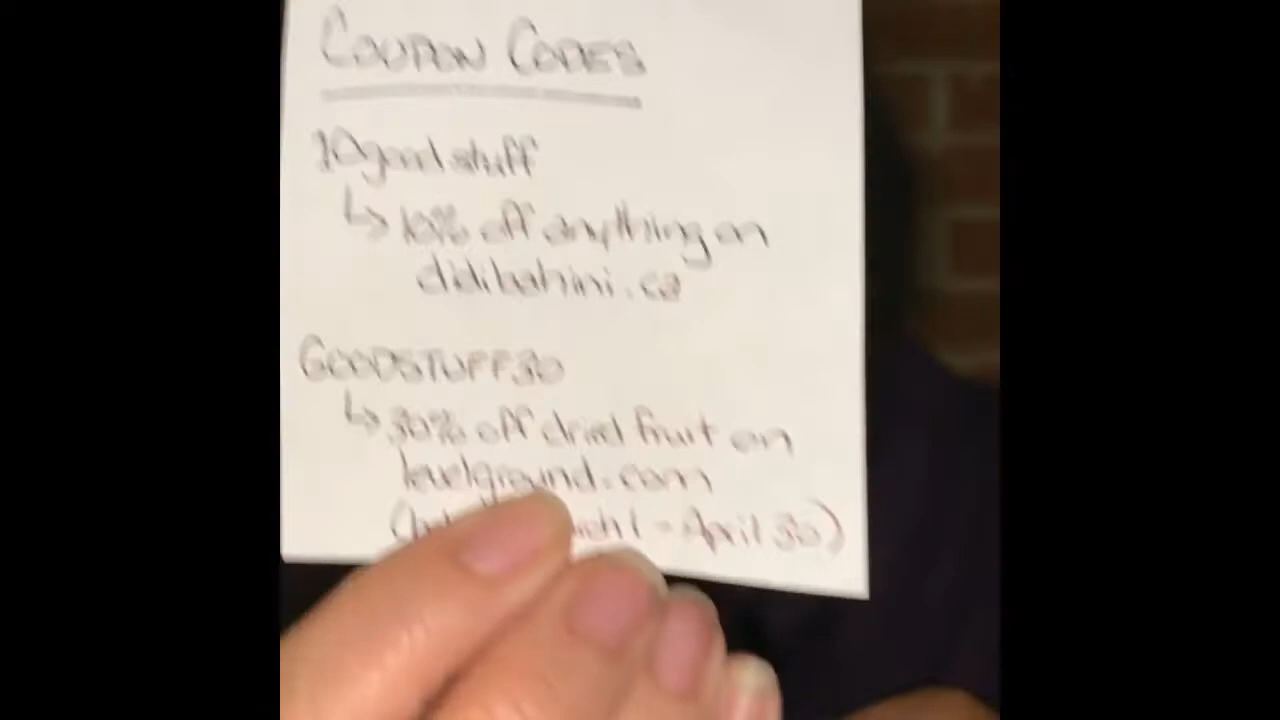 COUPON CODES
10goodstuff
↳ 10% off anything on
didibahini.ca
GOODSTUFF30
↳ 30% off dried fruit on
levelground.com
- April 30)